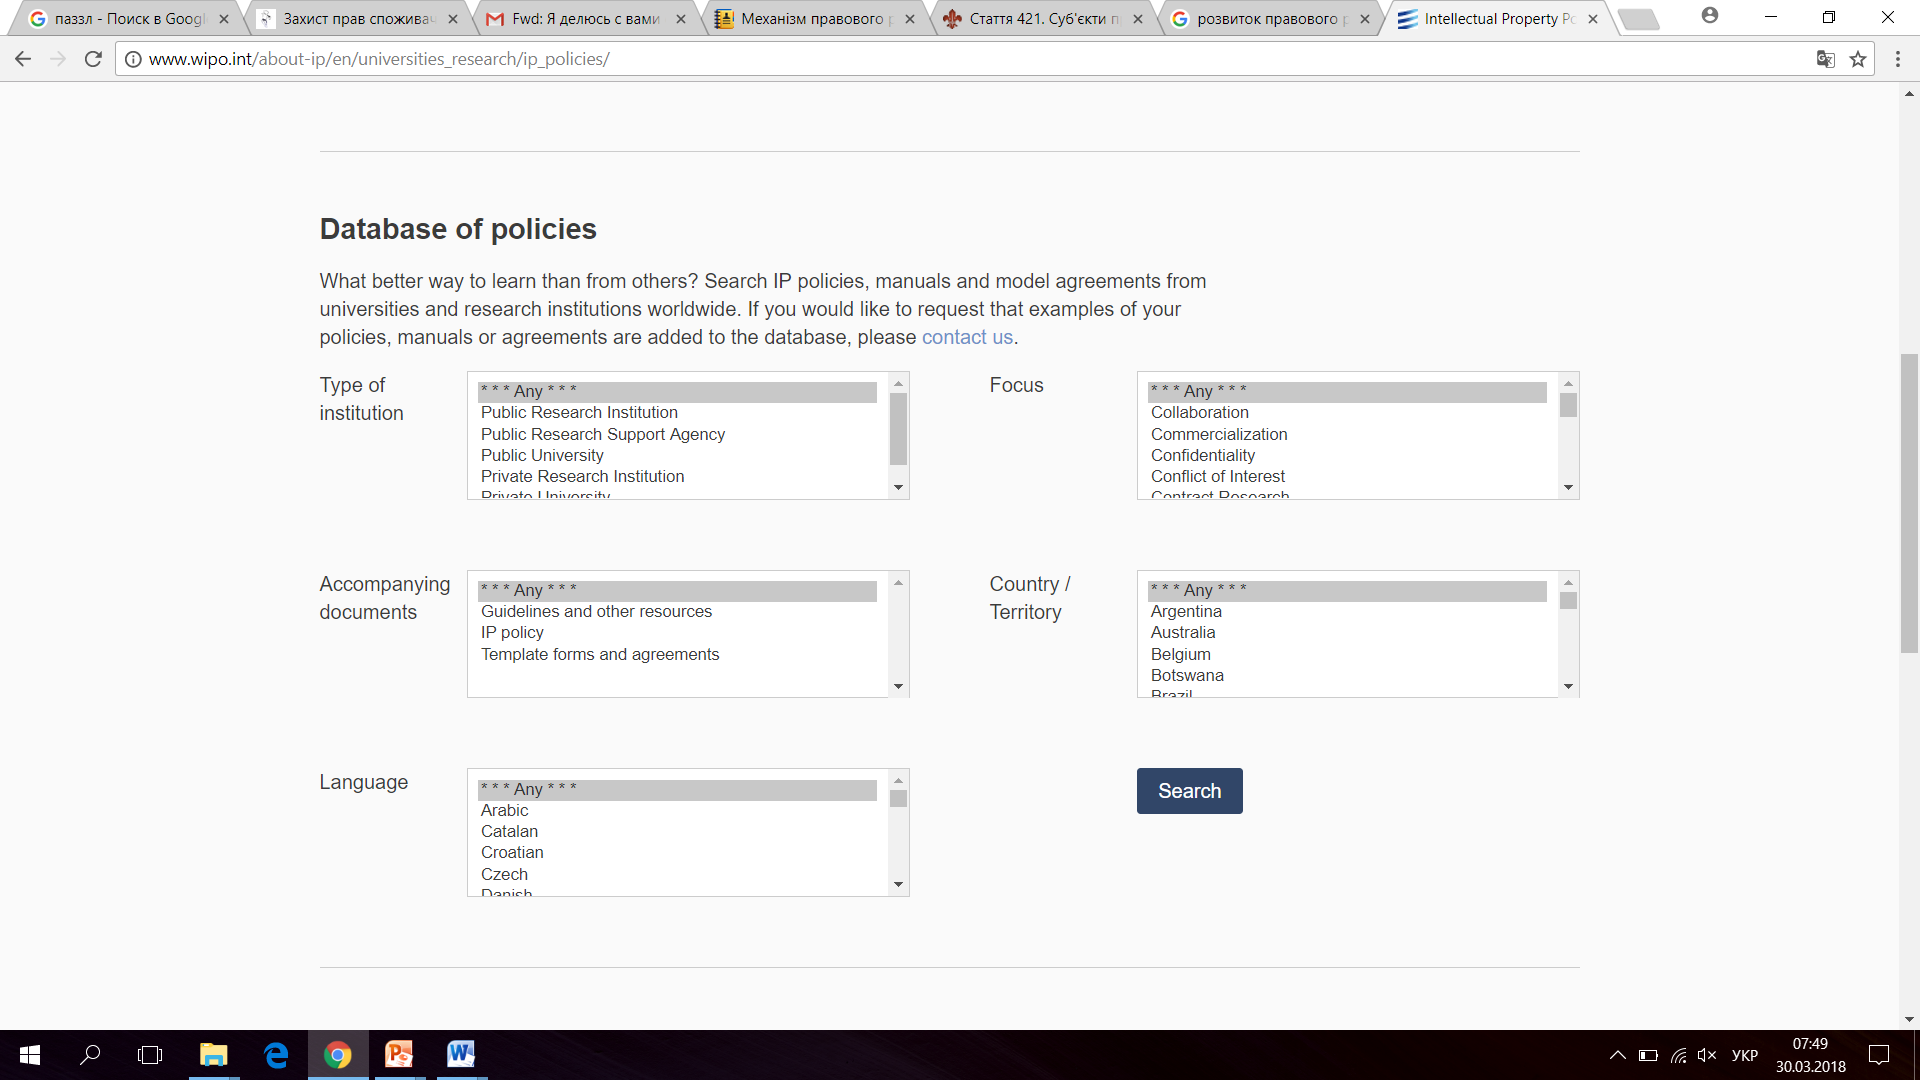 паззл - Поиск в Googl
Захист прав споживач
Fwd: Я делюсь с вами
Механізм правового р
Стаття 421. Суб'єкти п
розвиток правового р
Intellectual Property Po
www.wipo.int/about-ip/en/universities_research/ip_policies/
Database of policies
What better way to learn than from others? Search IP policies, manuals and model agreements from
universities and research institutions worldwide. If you would like to request that examples of your
policies, manuals or agreements are added to the database, please contact us.
Type of
institution
* * * Any * * *
Public Research Institution
Public Research Support Agency
Public University
Private Research Institution
Private University
Focus
* * * Any * * *
Collaboration
Commercialization
Confidentiality
Conflict of Interest
Contract Research
Accompanying
documents
* * * Any * * *
Guidelines and other resources
IP policy
Template forms and agreements
Country /
Territory
* * * Any * * *
Argentina
Australia
Belgium
Botswana
Brazil
Language
* * * Any * * *
Arabic
Catalan
Croatian
Czech
Danish
Search
УКР
07:49
30.03.2018